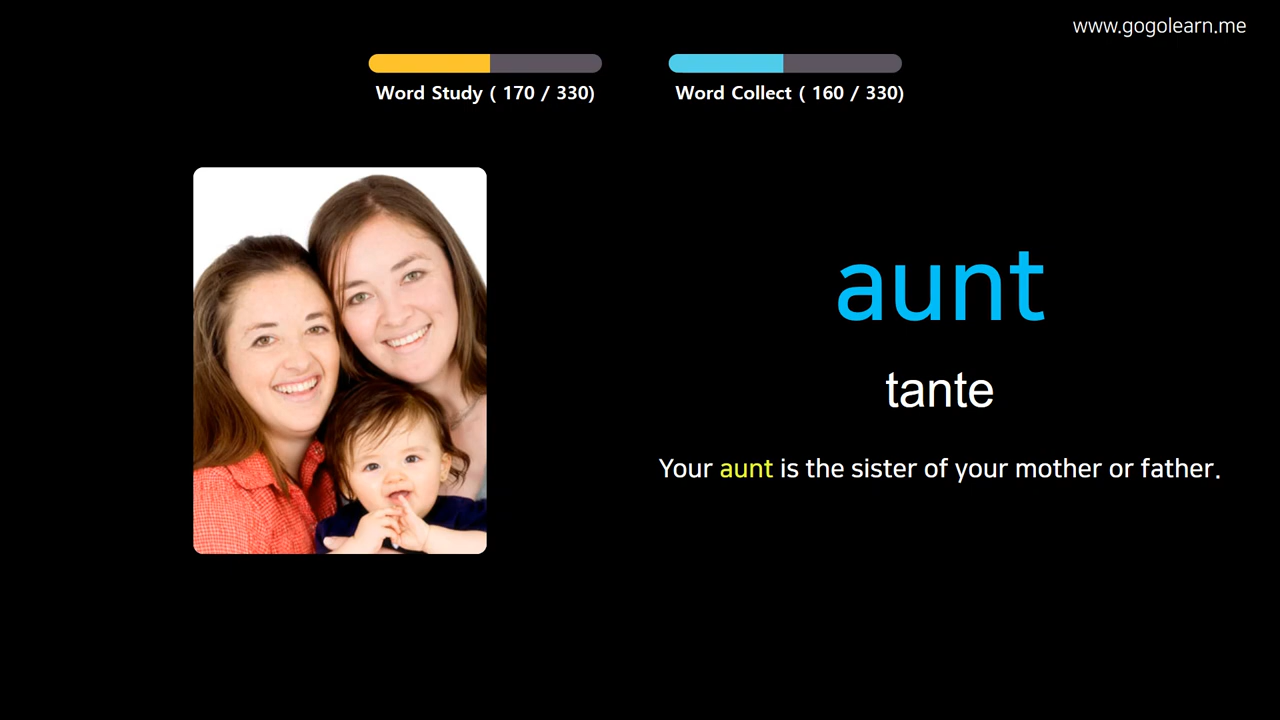 www.gogolearn.me
Word Study ( 170 / 330)
Word Collect ( 160 / 330)
aunt
tante
Your aunt is the sister of your mother or father.